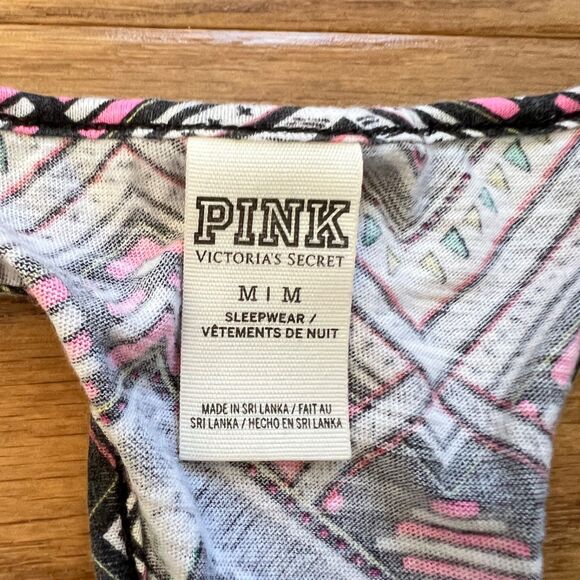 PINK
VICTORIA'S SECRET
M | M
SLEEPWEAR /
VÊTEMENTS DE NUIT
MADE IN SRI LANKA / FAIT AU
SRI LANKA / HECHO EN SRI LANKA